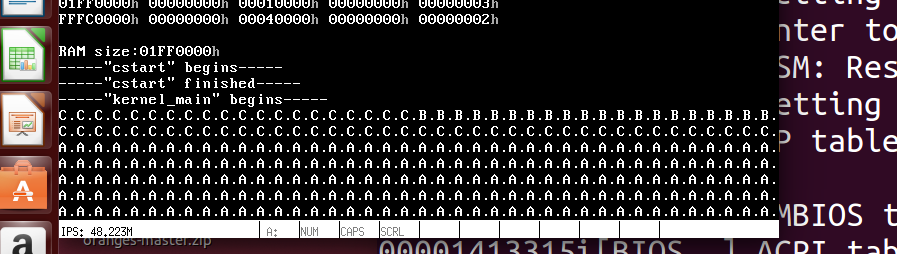 01FF0000h 00000000h 00010000h 00000000h 00000003h
FFFC0000h 00000000h 00040000h 00000000h 00000002h
RAM size:01FF0000h
-----"cstart" begins-----
-----"cstart" finished-----
-----"kernel_main" begins-----
C.C.C.C.C.C.C.C.C.C.C.C.C.C.C.C.C.C.C.C.B.B.B.B.B.B.B.B.B.B.B.B.B.B.B.B.B.B.B.B.
C.C.C.C.C.C.C.C.C.C.C.C.C.C.C.C.C.C.C.C.C.C.C.C.C.C.C.C.C.C.C.C.C.C.C.C.C.C.C.C.
A.A.A.A.A.A.A.A.A.A.A.A.A.A.A.A.A.A.A.A.A.A.A.A.A.A.A.A.A.A.A.A.A.A.A.A.A.A.A.A.
A.A.A.A.A.A.A.A.A.A.A.A.A.A.A.A.A.A.A.A.A.A.A.A.A.A.A.A.A.A.A.A.A.A.A.A.A.A.A.A.
A.A.A.A.A.A.A.A.A.A.A.A.A.A.A.A.A.A.A.A.A.A.A.A.A.A.A.A.A.A.A.A.A.A.A.A.A.A.A.A.
A.A.A.A.A.A.A.A.A.A.A.A.A.A.A.A.A.A.A.A.A.A.A.A.A.A.A.A.A.A.A.A.A.A.A.A.A.A.A.A.
A.A.A.A.A.A.A.A.A.A.A.A.A.A.A.A.A.A.A.A.A.A.A.A.A.A.A.A.A.A.A.A.A.A.A.A.A.A.A.A.
IPS: 48.223M A: NUM CAPS SCRL
oranges-master.zip
nter to
SM: Res
etting
P table
MBIOS t
00001413315i[BIOS  ] ACPI tab